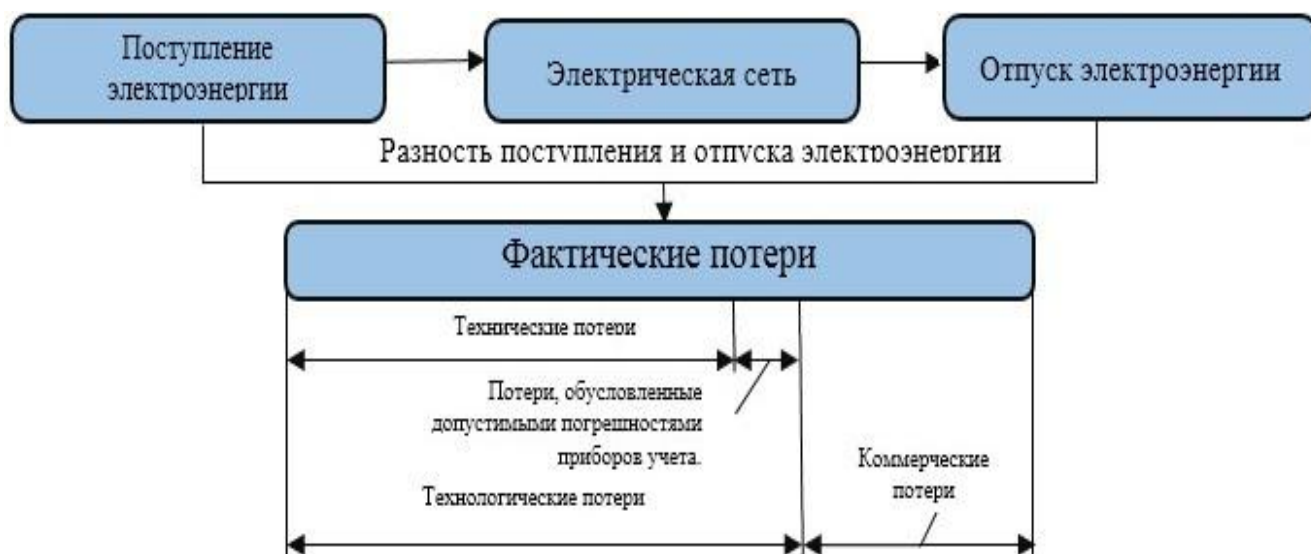 Поступление
электроэнергии
Электрическая сеть
Отпуск электроэнергии
Разность поступления и отпуска электроэнергии
Фактические потери
Технические потери
Потери, обусловленные
допустимыми погрешностями
приборов учета.
Технологические потери
Коммерческие
потери